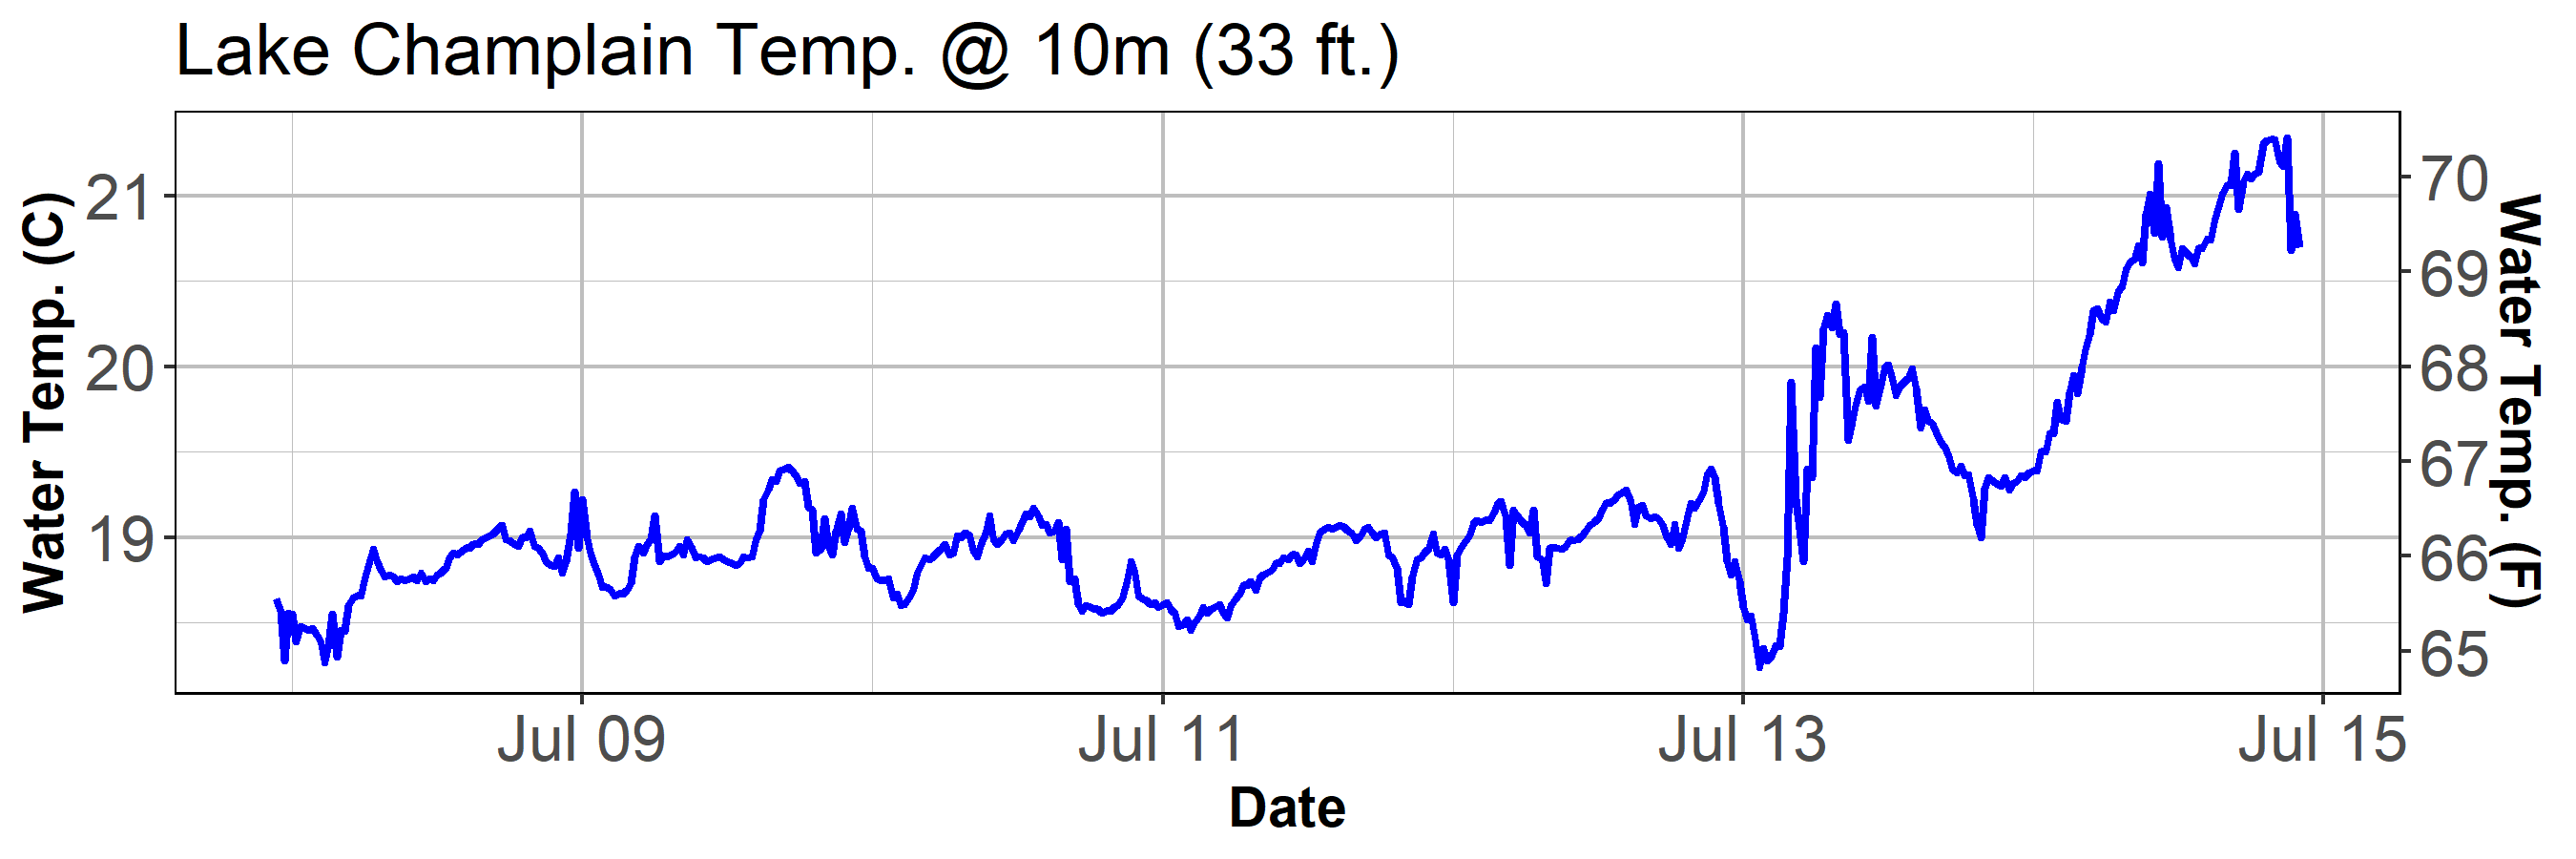 Lake Champlain Temp. @ 10m (33 ft.)
Water Temp. (C)
21
20
19
70
69
68
67
66
65
Water Temp. (F)
Jul 09
Jul 11
Jul 13
Jul 15
Date